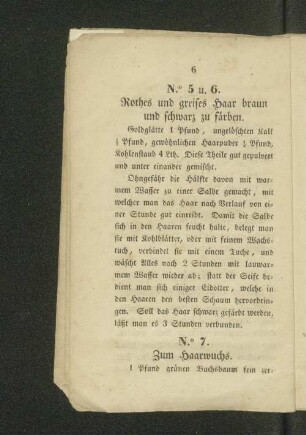 6
N.º 5 u. 6.
Rothes und greises Haar braun
und schwarz zu färben.
Goldglätte 1 Pfund, ungelöschten Kalk
Pfund, gewöhnlichen Haarpuder Pfund,
Kohlenstaub 4 Lth. Diese Theile gut gepulvert
und unter einander gemischt.
Ohngefähr die Hälfte davon mit war-
mem Wasser zu einer Salbe gemacht, mit
welcher man das Haar nach Verlauf von ei-
ner Stunde gut einreibt. Damit die Salbe
sich in den Haaren feucht halte, belegt man
sie mit Kohlblätter, oder mit feinem Wachs-
tuch, verbindet sie mit einem Tuche, und
wäscht Alles nach 2 Stunden mit lauwar-
mem Wasser wieder ab; statt der Seife be-
dient man sich einiger Eidotter, welche in
den Haaren den besten Schaum hervorbrin-
gen. Soll das Haar schwarz gefärbt werden,
läßt man es 3 Stunden verbunden.
N.º 7.
Zum Haarwuchs.
1 Pfund grünen Buchsbaum fein zer-